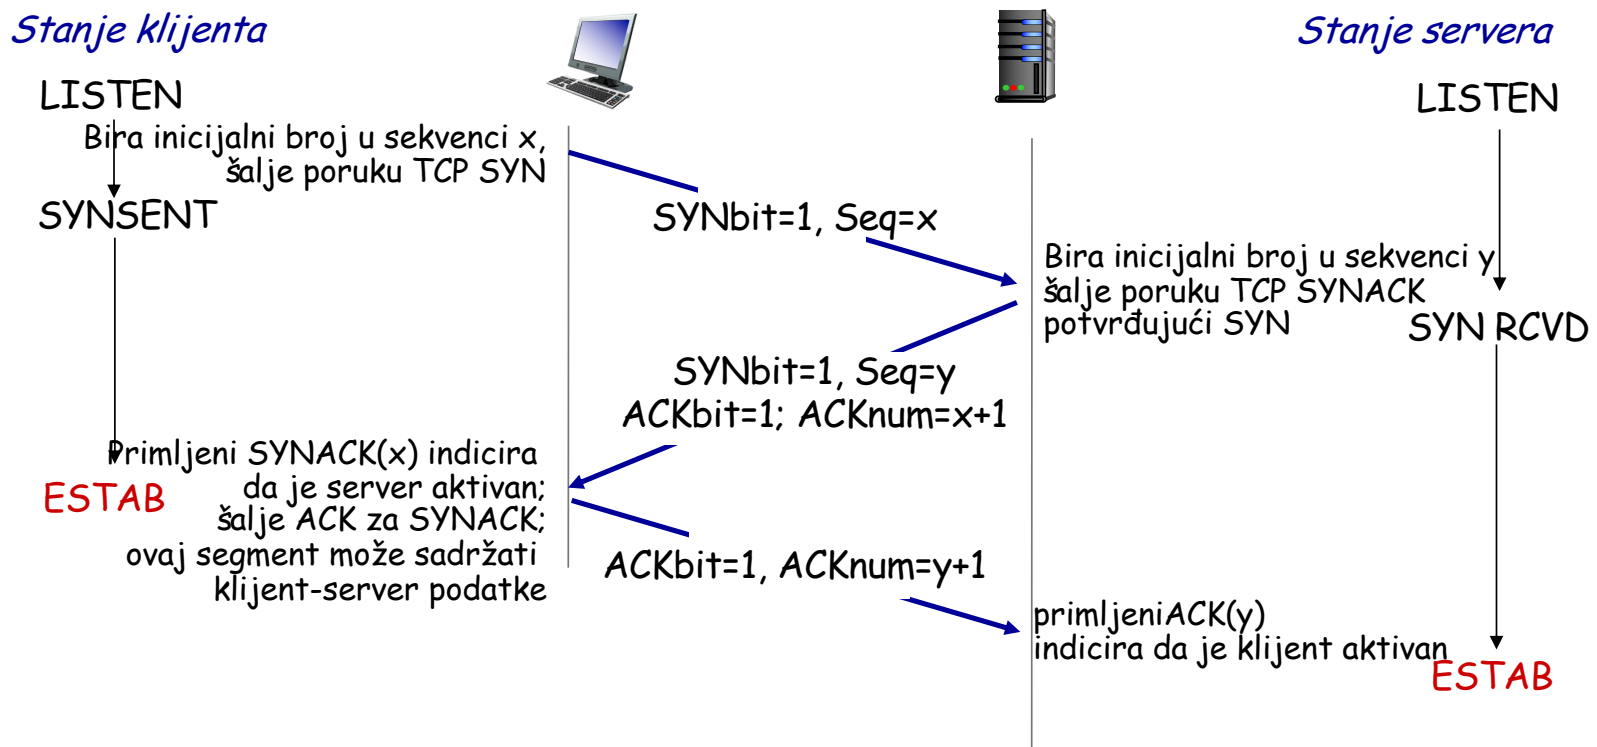 Stanje klijenta
Stanje servera
LISTEN
LISTEN
Bira inicijalni broj u sekvenci x,
šalje poruku TCP SYN
SYNSENT
SYNbit=1, Seq=x
Bira inicijalni broj u sekvenci y
šalje poruku TCP SYNACK
potvrđujući SYN
SYN RCVD
SYNbit=1, Seq=y
ACKbit=1; ACKnum=x+1
Primljeni SYNACK(x) indicira
da je server aktivan;
šalje ACK za SYNACK;
ovaj segment može sadržati
klijent-server podatke
ESTAB
ACKbit=1, ACKnum=y+1
primljeniACK(y)
indicira da je klijent aktivan
ESTAB